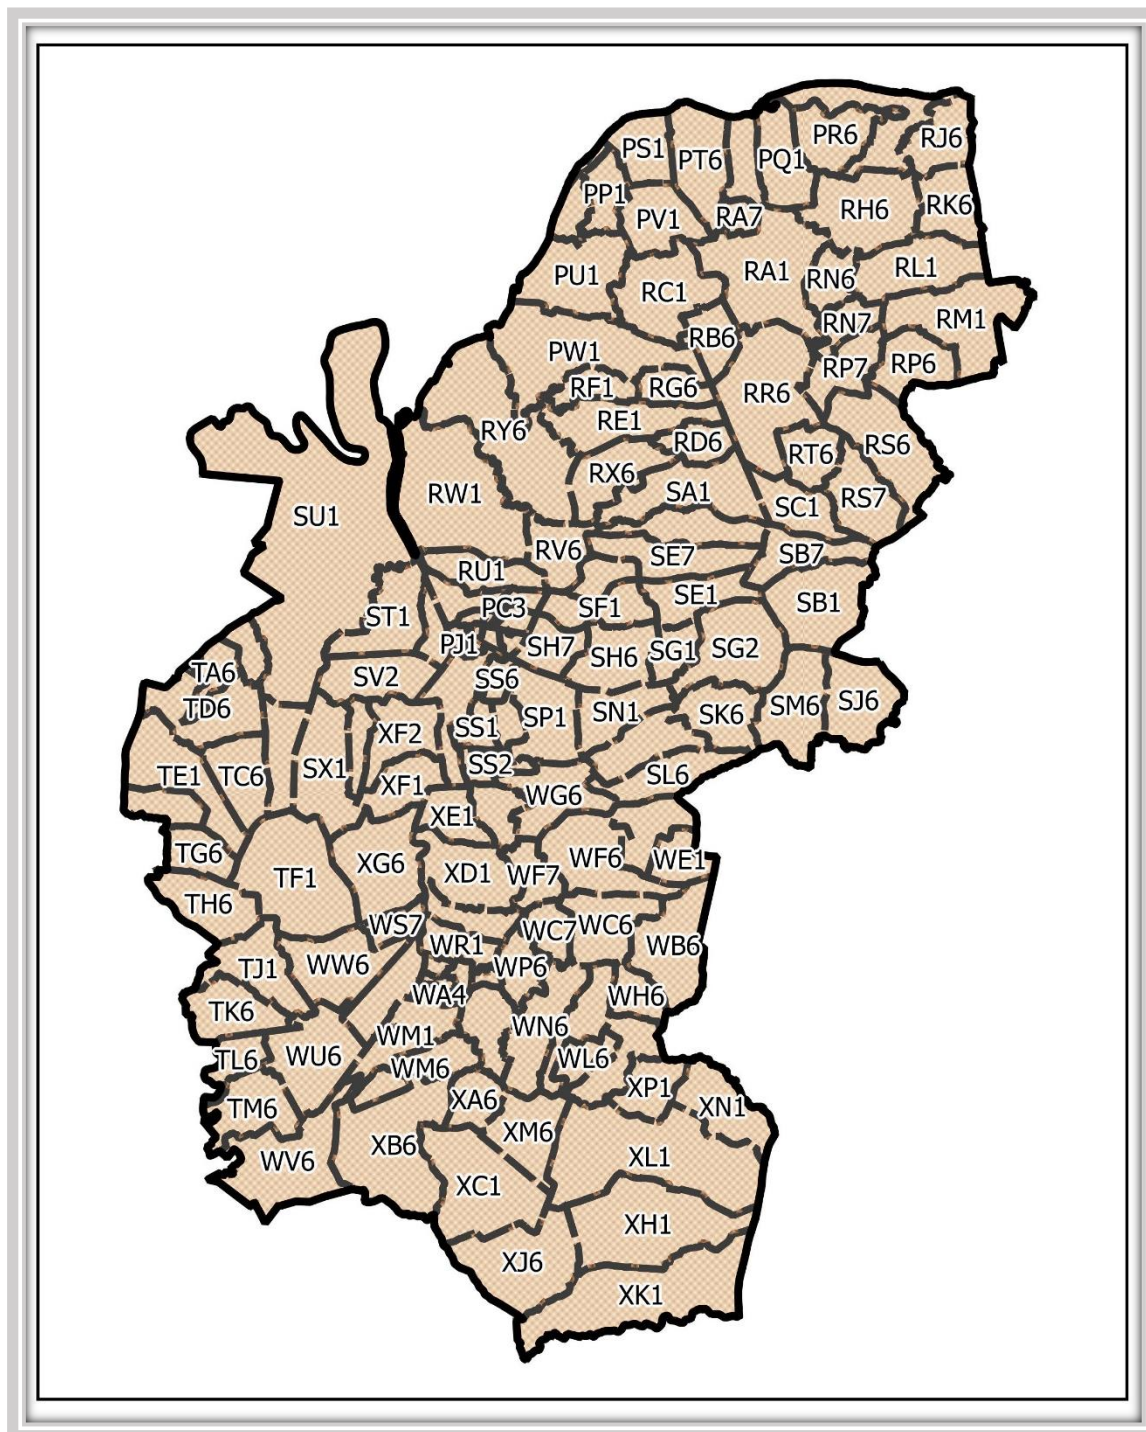 PR6
RJ6
PS1
PT6
PQ1
PP1
RK6
RH6
PV1
RA7
RL1
PU1
RA1
RN6
RC1
RM1
RN7
RB6
PW1
RP6
RP7
RF1
RG6
RR6
RE1
RY6
RD6
RS6
RT6
RX6
RW1
SA1
RS7
SC1
SU1
RV6
SE7
SB7
RU1
SE1
SB1
PC3
SF1
ST1
PJ1
SH7
SG2
SG1
SH6
TA6
SV2
SS6
SJ6
TD6
SM6
SN1
SP1
SK6
SS1
XF2
SS2
SX1
TE1
TC6
SL6
XF1
WG6
XE1
TG6
WF6
WE1
XG6
XD1
WF7
TF1
TH6
WS7
WC6
WC7
WR1
WB6
WW6
TJ1
WP6
WA4
WH6
TK6
WN6
WM1
WU6
TL6
WL6
WM6
XP1
XA6
XN1
TM6
XM6
XB6
XL1
WV6
XC1
XH1
XJ6
XK1